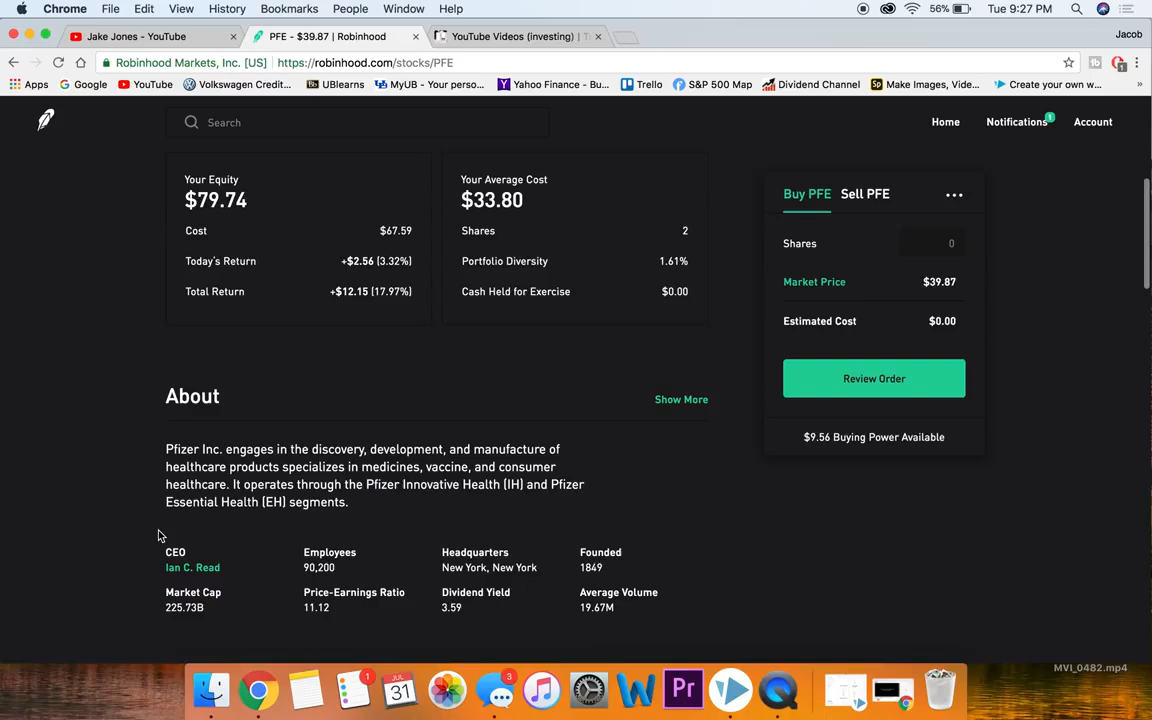 Chrome File Edit View History Bookmarks People Window Help 56% Tue 9:27 PM
Jake Jones - YouTube × PFE - $39.87 | Robinhood × YouTube Videos (investing) | T × Jacob
Robinhood Markets, Inc. [US] https://robinhood.com/stocks/PFE
Apps Google YouTube Volkswagen Credit... UBlearns MyUB - Your perso... Yahoo Finance - Bu... Trello S&P 500 Map Dividend Channel Make Images, Vide... Create your own w... »
Search Home Notifications 1 Account
Your Equity
$79.74
Cost $67.59
Today's Return +$2.56 (3.32%)
Total Return +$12.15 (17.97%)
Your Average Cost
$33.80
Shares 2
Portfolio Diversity 1.61%
Cash Held for Exercise $0.00
Buy PFE Sell PFE
Shares 0
Market Price $39.87
Estimated Cost $0.00
Review Order
$9.56 Buying Power Available
About Show More
Pfizer Inc. engages in the discovery, development, and manufacture of
healthcare products specializes in medicines, vaccine, and consumer
healthcare. It operates through the Pfizer Innovative Health (IH) and Pfizer
Essential Health (EH) segments.
CEO Employees Headquarters Founded
Ian C. Read 90,200 New York, New York 1849
Market Cap Price-Earnings Ratio Dividend Yield Average Volume
225.73B 11.12 3.59 19.67M
MVI_0482.mp4
1 JUL 31 3 W Pr